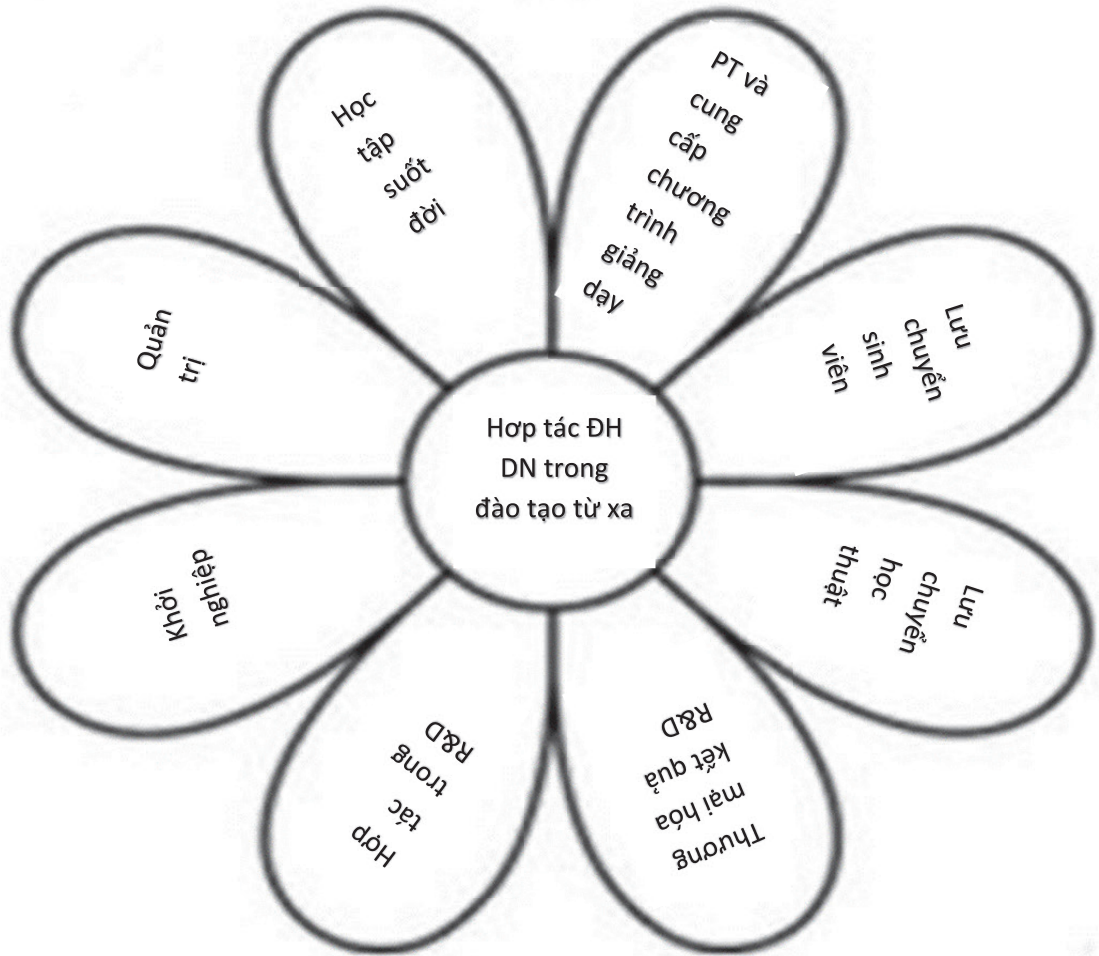 Học
tập
suốt
đời
PT và
cung
cấp
chương
trình
giảng
dạy
Quản
trị
Lưu
chuyển
sinh
viên
Hơp tác ĐH
DN trong
đào tạo từ xa
Khởi
nghiệp
Lưu
chuyển
học
thuật
Hợp
tác
trong
R&D
Thương
mại hóa
kết quả
R&D